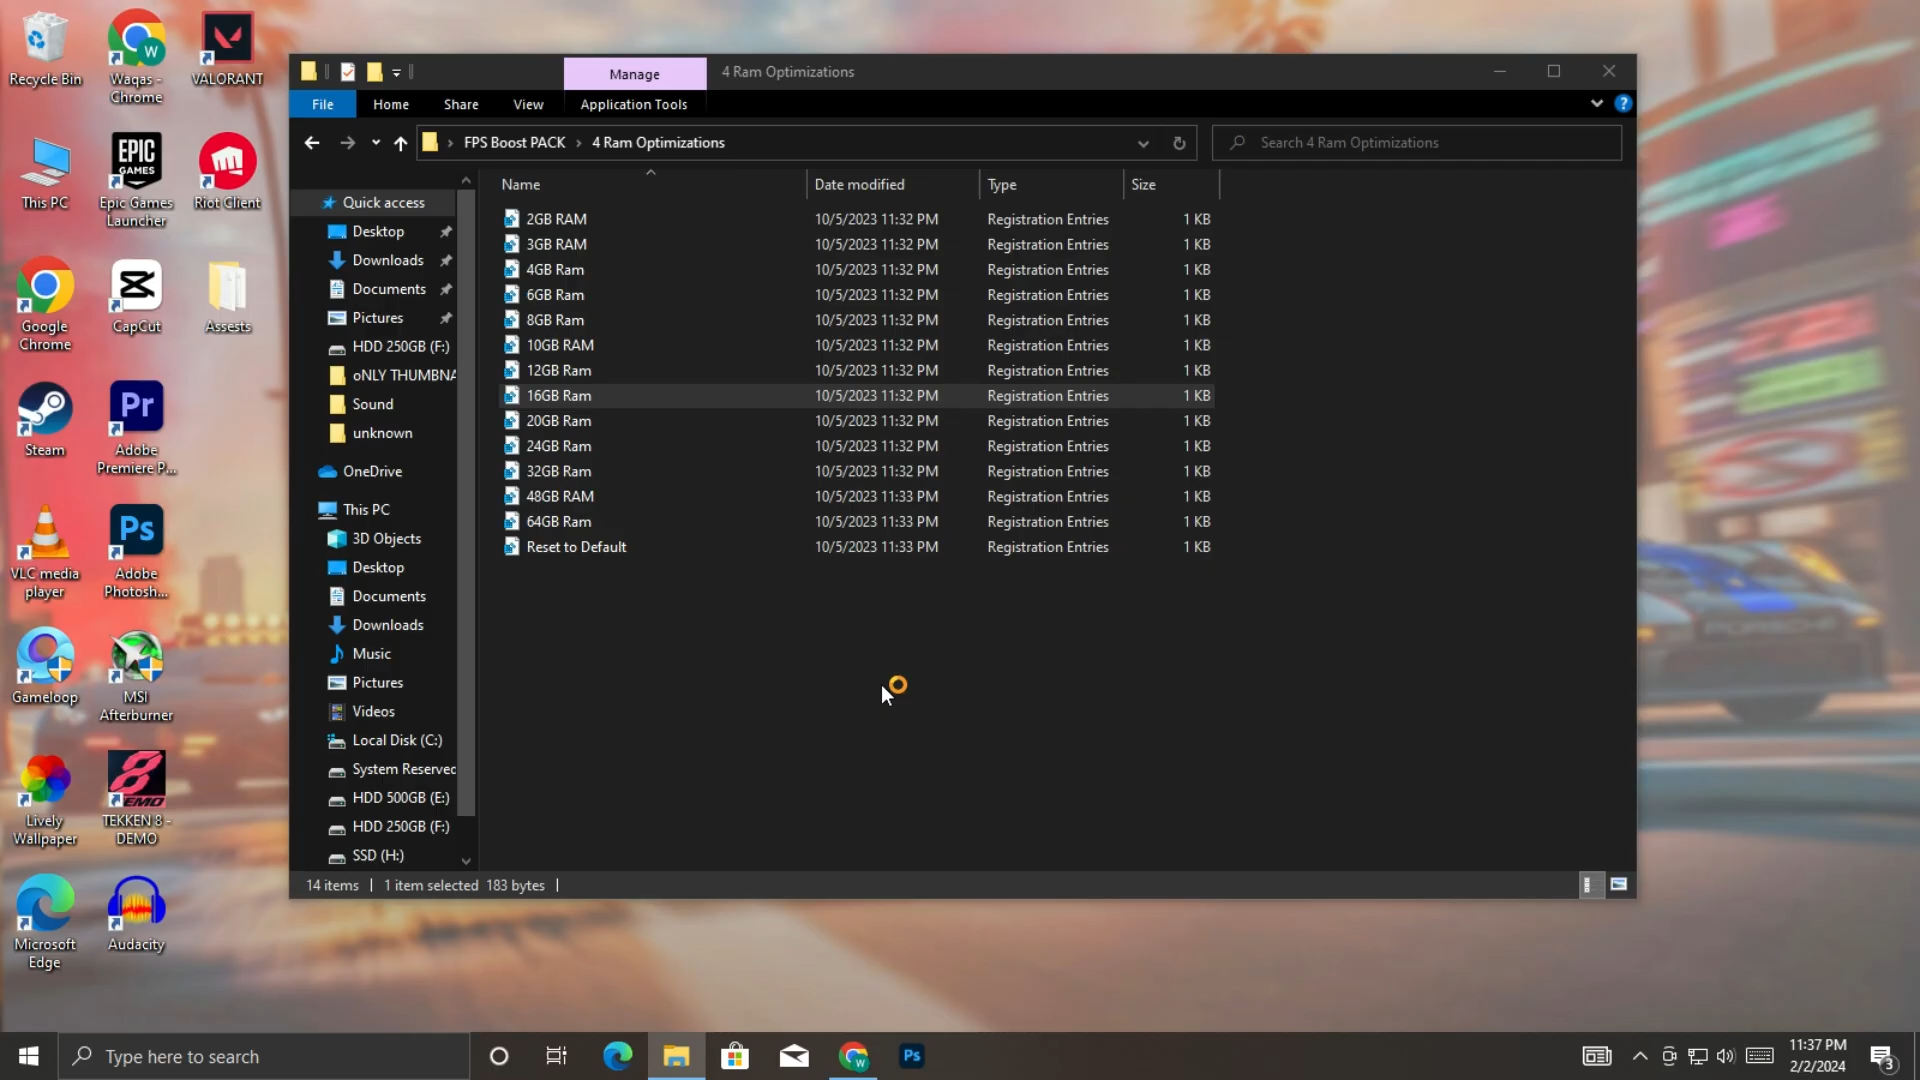 Recycle Bin
Waqas -
Chrome
VALORANT
This PC
EPIC
GAMES
Epic Games
Launcher
Riot Client
Google
Chrome
CapCut
Assests
Steam
Pr
Adobe
Premiere P...
VLC media
player
Ps
Adobe
Photosh...
Gameloop
MSI
Afterburner
Lively
Wallpaper
TEKKEN 8 -
DEMO
Microsoft
Edge
Audacity
Manage
4 Ram Optimizations
File
Home
Share
View
Application Tools
FPS Boost PACK
4 Ram Optimizations
Search 4 Ram Optimizations
Quick access
Desktop
Downloads
Documents
Pictures
HDD 250GB (F:)
oNLY THUMBNA
Sound
unknown
OneDrive
This PC
3D Objects
Desktop
Documents
Downloads
Music
Pictures
Videos
Local Disk (C:)
System Reserved
HDD 500GB (E:)
HDD 250GB (F:)
SSD (H:)
Name Date modified Type Size
2GB RAM 10/5/2023 11:32 PM Registration Entries 1 KB
3GB RAM 10/5/2023 11:32 PM Registration Entries 1 KB
4GB Ram 10/5/2023 11:32 PM Registration Entries 1 KB
6GB Ram 10/5/2023 11:32 PM Registration Entries 1 KB
8GB Ram 10/5/2023 11:32 PM Registration Entries 1 KB
10GB RAM 10/5/2023 11:32 PM Registration Entries 1 KB
12GB Ram 10/5/2023 11:32 PM Registration Entries 1 KB
16GB Ram 10/5/2023 11:32 PM Registration Entries 1 KB
20GB Ram 10/5/2023 11:32 PM Registration Entries 1 KB
24GB Ram 10/5/2023 11:32 PM Registration Entries 1 KB
32GB Ram 10/5/2023 11:32 PM Registration Entries 1 KB
48GB RAM 10/5/2023 11:33 PM Registration Entries 1 KB
64GB Ram 10/5/2023 11:33 PM Registration Entries 1 KB
Reset to Default 10/5/2023 11:33 PM Registration Entries 1 KB
14 items
1 item selected 183 bytes
Type here to search
Ps
11:37 PM
2/2/2024
3